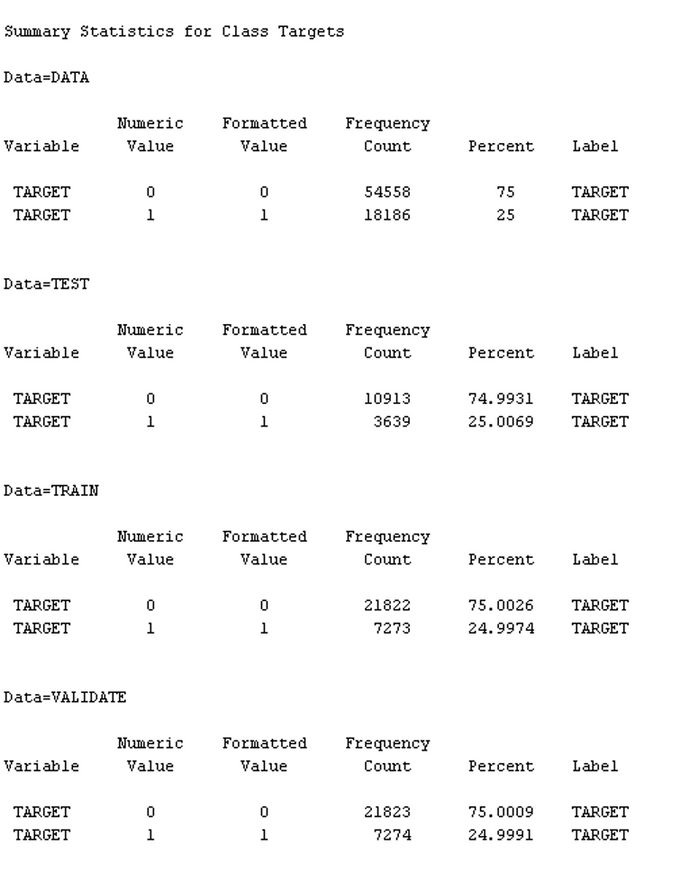 Summary Statistics for Class Targets
Data=DATA
Numeric Formatted Frequency
Variable Value Value Count Percent Label
TARGET 0 0 54558 75 TARGET
TARGET 1 1 18186 25 TARGET
Data=TEST
Numeric Formatted Frequency
Variable Value Value Count Percent Label
TARGET 0 0 10913 74.9931 TARGET
TARGET 1 1 3639 25.0069 TARGET
Data=TRAIN
Numeric Formatted Frequency
Variable Value Value Count Percent Label
TARGET 0 0 21822 75.0026 TARGET
TARGET 1 1 7273 24.9974 TARGET
Data=VALIDATE
Numeric Formatted Frequency
Variable Value Value Count Percent Label
TARGET 0 0 21823 75.0009 TARGET
TARGET 1 1 7274 24.9991 TARGET